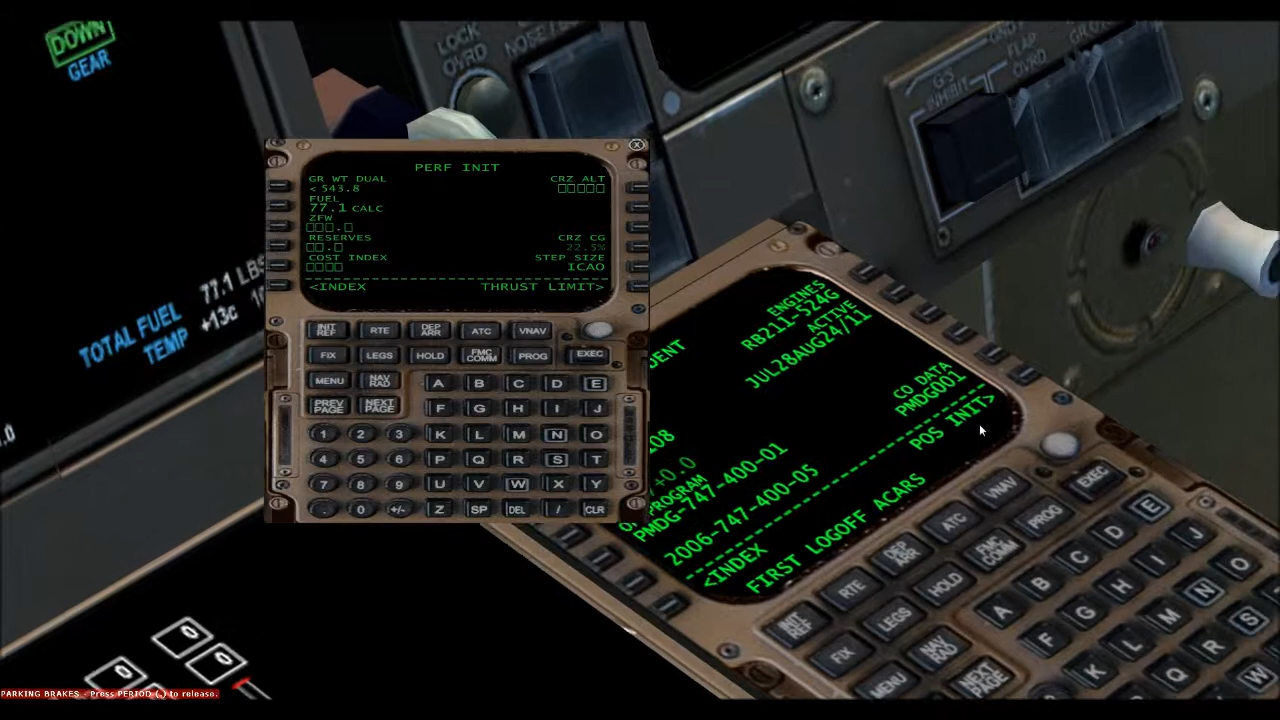 DOWN
GEAR
LOCK
OVRD
G/S
INHIBIT
FLAP
OVRD
TOTAL FUEL 77.1 LBS
TEMP +13c
PERF INIT
GR WT DUAL CRZ ALT
<543.8 □□□□□
FUEL
77.1 CALC
ZFW
□□□.□
RESERVES CRZ CG
□□.□ 22.5%
COST INDEX STEP SIZE
□□□□ ICAO
<INDEX THRUST LIMIT>
INIT REF RTE DEP ARR ATC VNAV
FIX LEGS HOLD FMC COMM PROG EXEC
MENU NAV RAD
PREV PAGE NEXT PAGE
A B C D E
F G H I J
1 2 3 K L M N O
4 5 6 P Q R S T
7 8 9 U V W X Y
. 0 +/- Z SP DEL / CLR
ENGINES
RB211-524G
ACTIVE
JUL28AUG24/11
CO DATA
PMDG001
PROGRAM
PMDG-747-400-01
2006-747-400-05
<INDEX POS INIT>
FIRST LOGOFF ACARS
INIT REF RTE DEP ARR ATC VNAV
FIX LEGS HOLD FMC COMM PROG EXEC
MENU NAV RAD
NEXT PAGE
A B C D E
F G H I J
K L M N O
Q R S
W
0
0
0
PARKING BRAKES - Press PERIOD (.) to release.